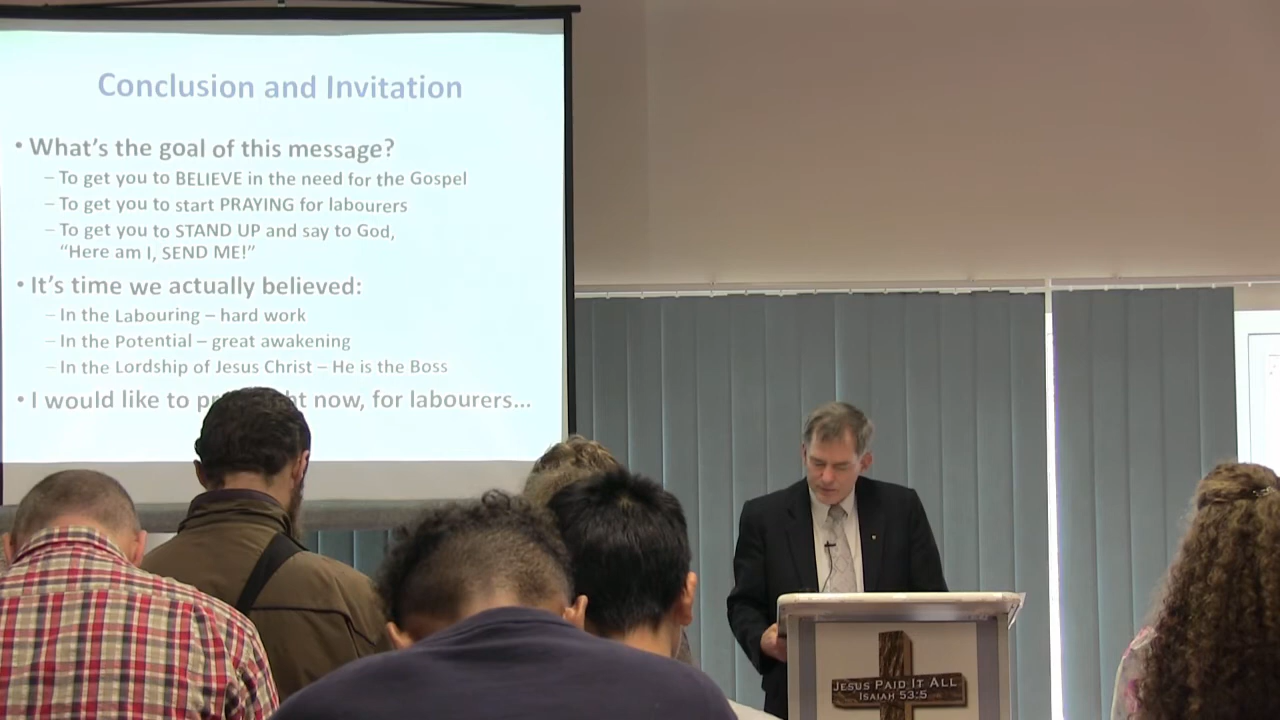 Conclusion and Invitation
• What's the goal of this message?
– To get you to BELIEVE in the need for the Gospel
– To get you to start PRAYING for labourers
– To get you to STAND UP and say to God,
"Here am I, SEND ME!"
• It's time we actually believed:
– In the Labouring – hard work
– In the Potential – great awakening
– In the Lordship of Jesus Christ – He is the Boss
• I would like to now, for labourers...
JESUS PAID IT ALL
ISAIAH 53:5